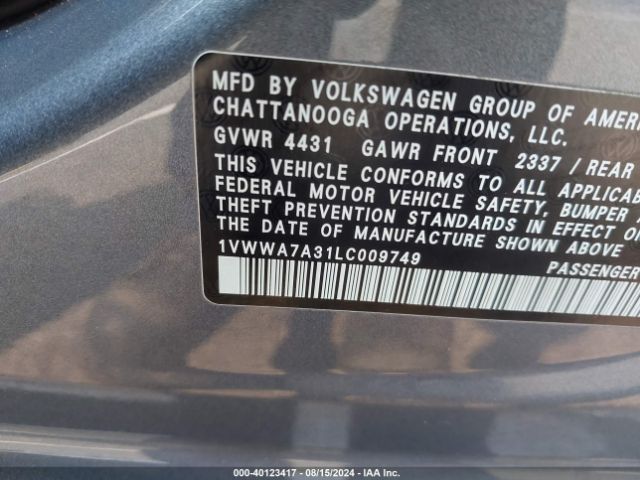 MFD BY VOLKSWAGEN GROUP OF AMERI
CHATTANOOGA OPERATIONS, LLC.
GVWR 4431 GAWR FRONT 2337 / REAR
THIS VEHICLE CONFORMS TO ALL APPLICAB
FEDERAL MOTOR VEHICLE SAFETY, BUMPER
THEFT PREVENTION STANDARDS IN EFFECT O
THE DATE OF MANUFACTURE SHOWN ABOVE
1VWWA7A31LC009749
PASSENGER
000-40123417 - 08/15/2024 - IAA Inc.